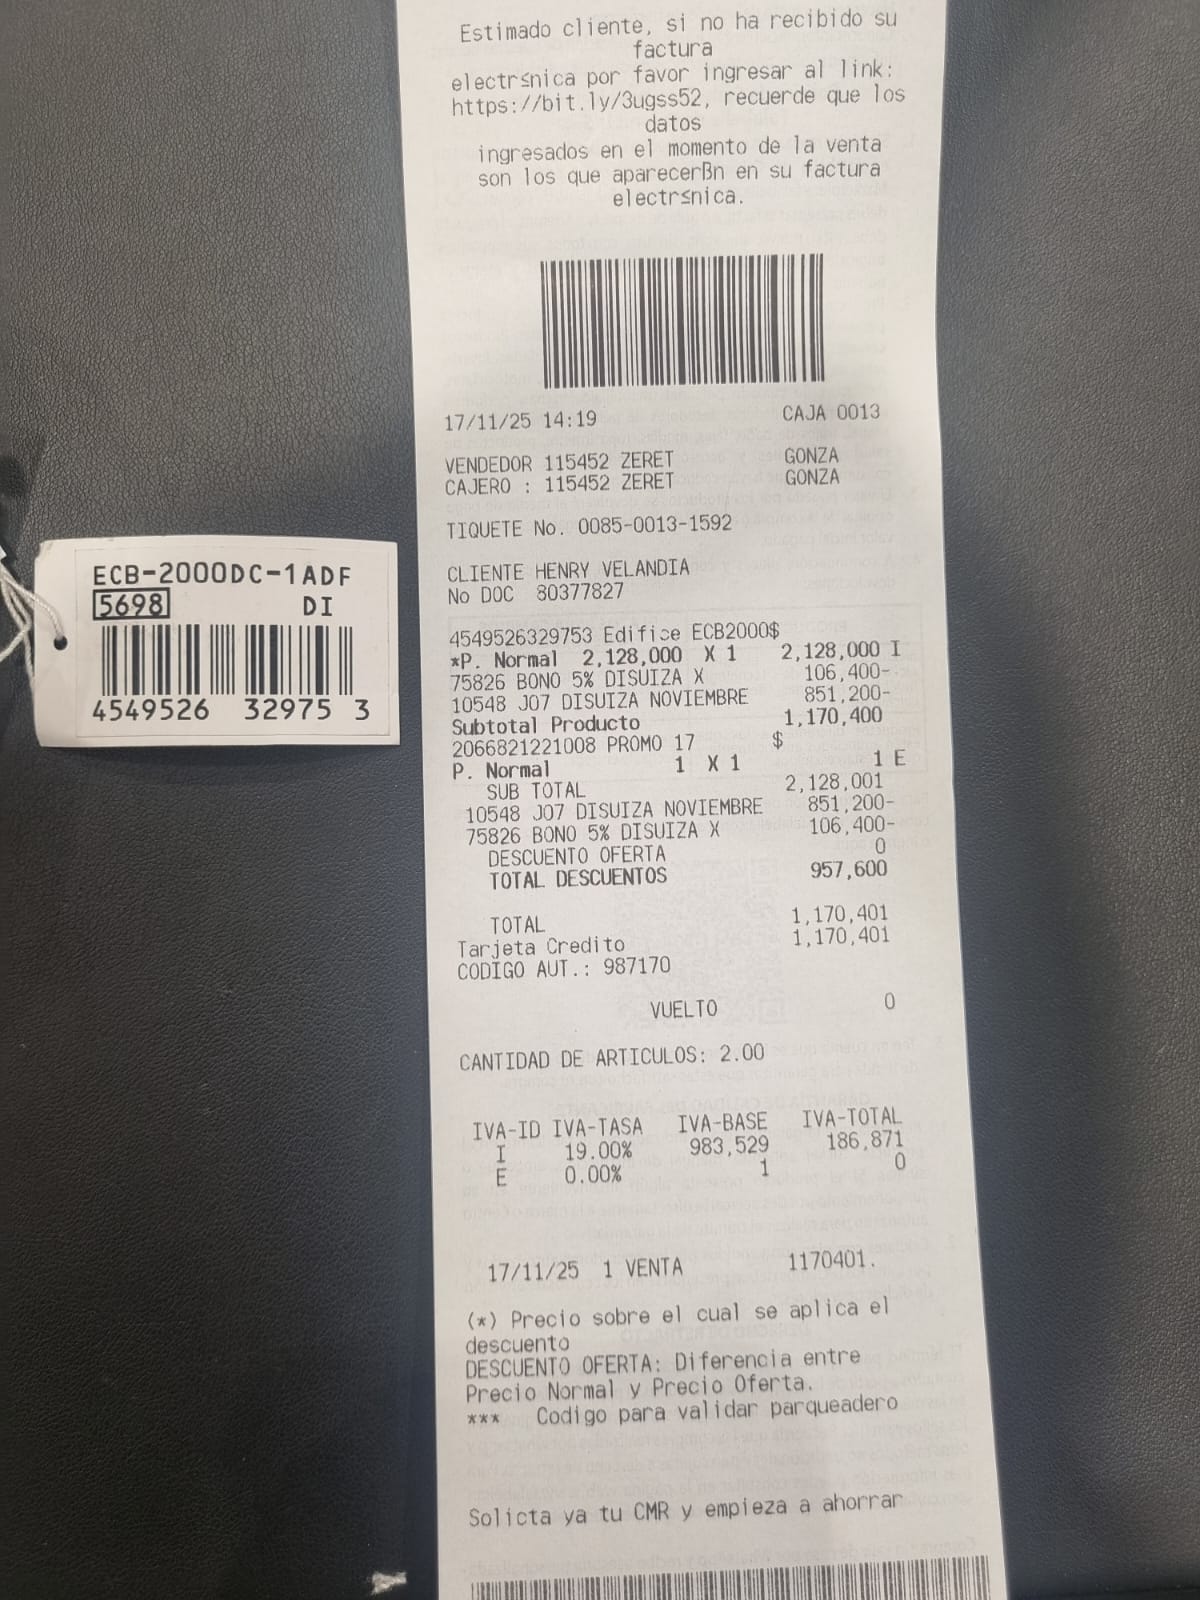 Estimado cliente, si no ha recibido su
factura
electr≤nica por favor ingresar al link:
https://bit.ly/3ugss52, recuerde que los
datos
ingresados en el momento de la venta
son los que aparecerßn en su factura
electr≤nica.
17/11/25 14:19 CAJA 0013
VENDEDOR 115452 ZERET GONZA
CAJERO : 115452 ZERET GONZA
TIQUETE No. 0085-0013-1592
CLIENTE HENRY VELANDIA
No DOC 80377827
4549526329753 Edifice ECB2000$
*P. Normal 2,128,000 X 1 2,128,000 I
75826 BONO 5% DISUIZA X 106,400-
10548 J07 DISUIZA NOVIEMBRE 851,200-
Subtotal Producto 1,170,400
2066821221008 PROMO 17 $
P. Normal 1 X 1 1 E
SUB TOTAL 2,128,001
10548 J07 DISUIZA NOVIEMBRE 851,200-
75826 BONO 5% DISUIZA X 106,400-
DESCUENTO OFERTA 0
TOTAL DESCUENTOS 957,600
TOTAL 1,170,401
Tarjeta Credito 1,170,401
CODIGO AUT.: 987170
VUELTO 0
CANTIDAD DE ARTICULOS: 2.00
IVA-ID IVA-TASA IVA-BASE IVA-TOTAL
I 19.00% 983,529 186,871
E 0.00% 1 0
17/11/25 1 VENTA 1170401.
(*) Precio sobre el cual se aplica el
descuento
DESCUENTO OFERTA: Diferencia entre
Precio Normal y Precio Oferta.
*** Codigo para validar parqueadero
Solicta ya tu CMR y empieza a ahorrar
ECB-2000DC-1ADF
5698 DI
4549526 32975 3